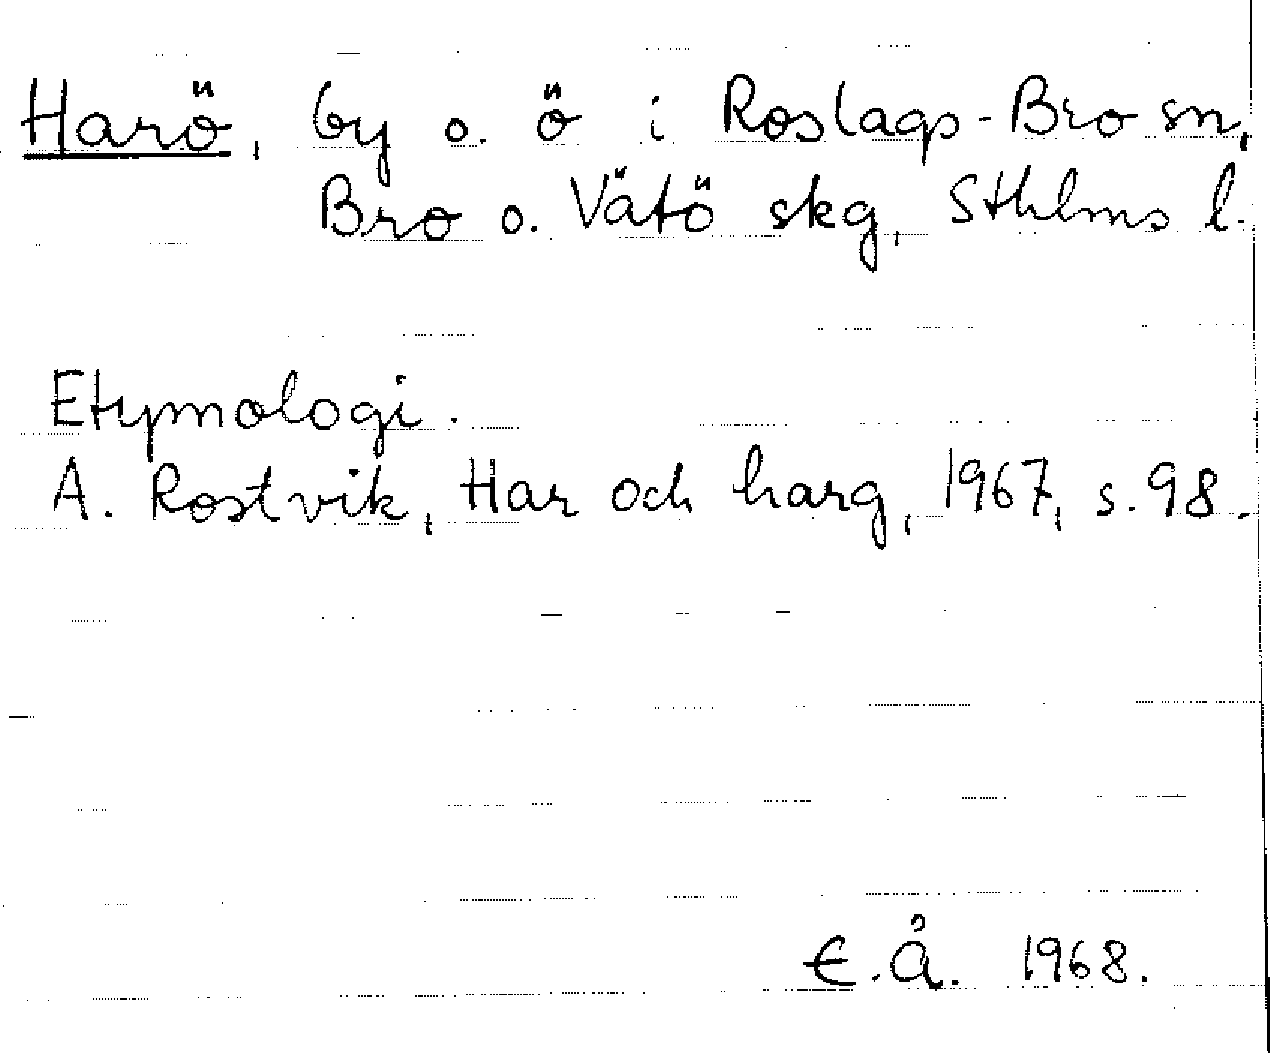 Harö, by o. ö i Roslags-Bro sn,
Bro o. Vätö skg, Sthlms l.
Etymologi.
A. Rostvik, Har och harg, 1967, s. 98.
E.Å. 1968.